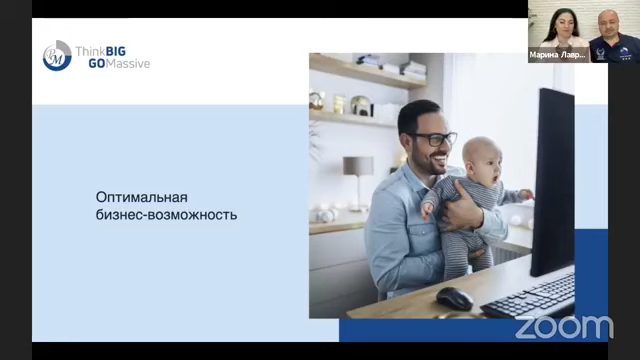 ThinkBIG
GOMassive
Марина Лавр...
Оптимальная
бизнес-возможность
zoom